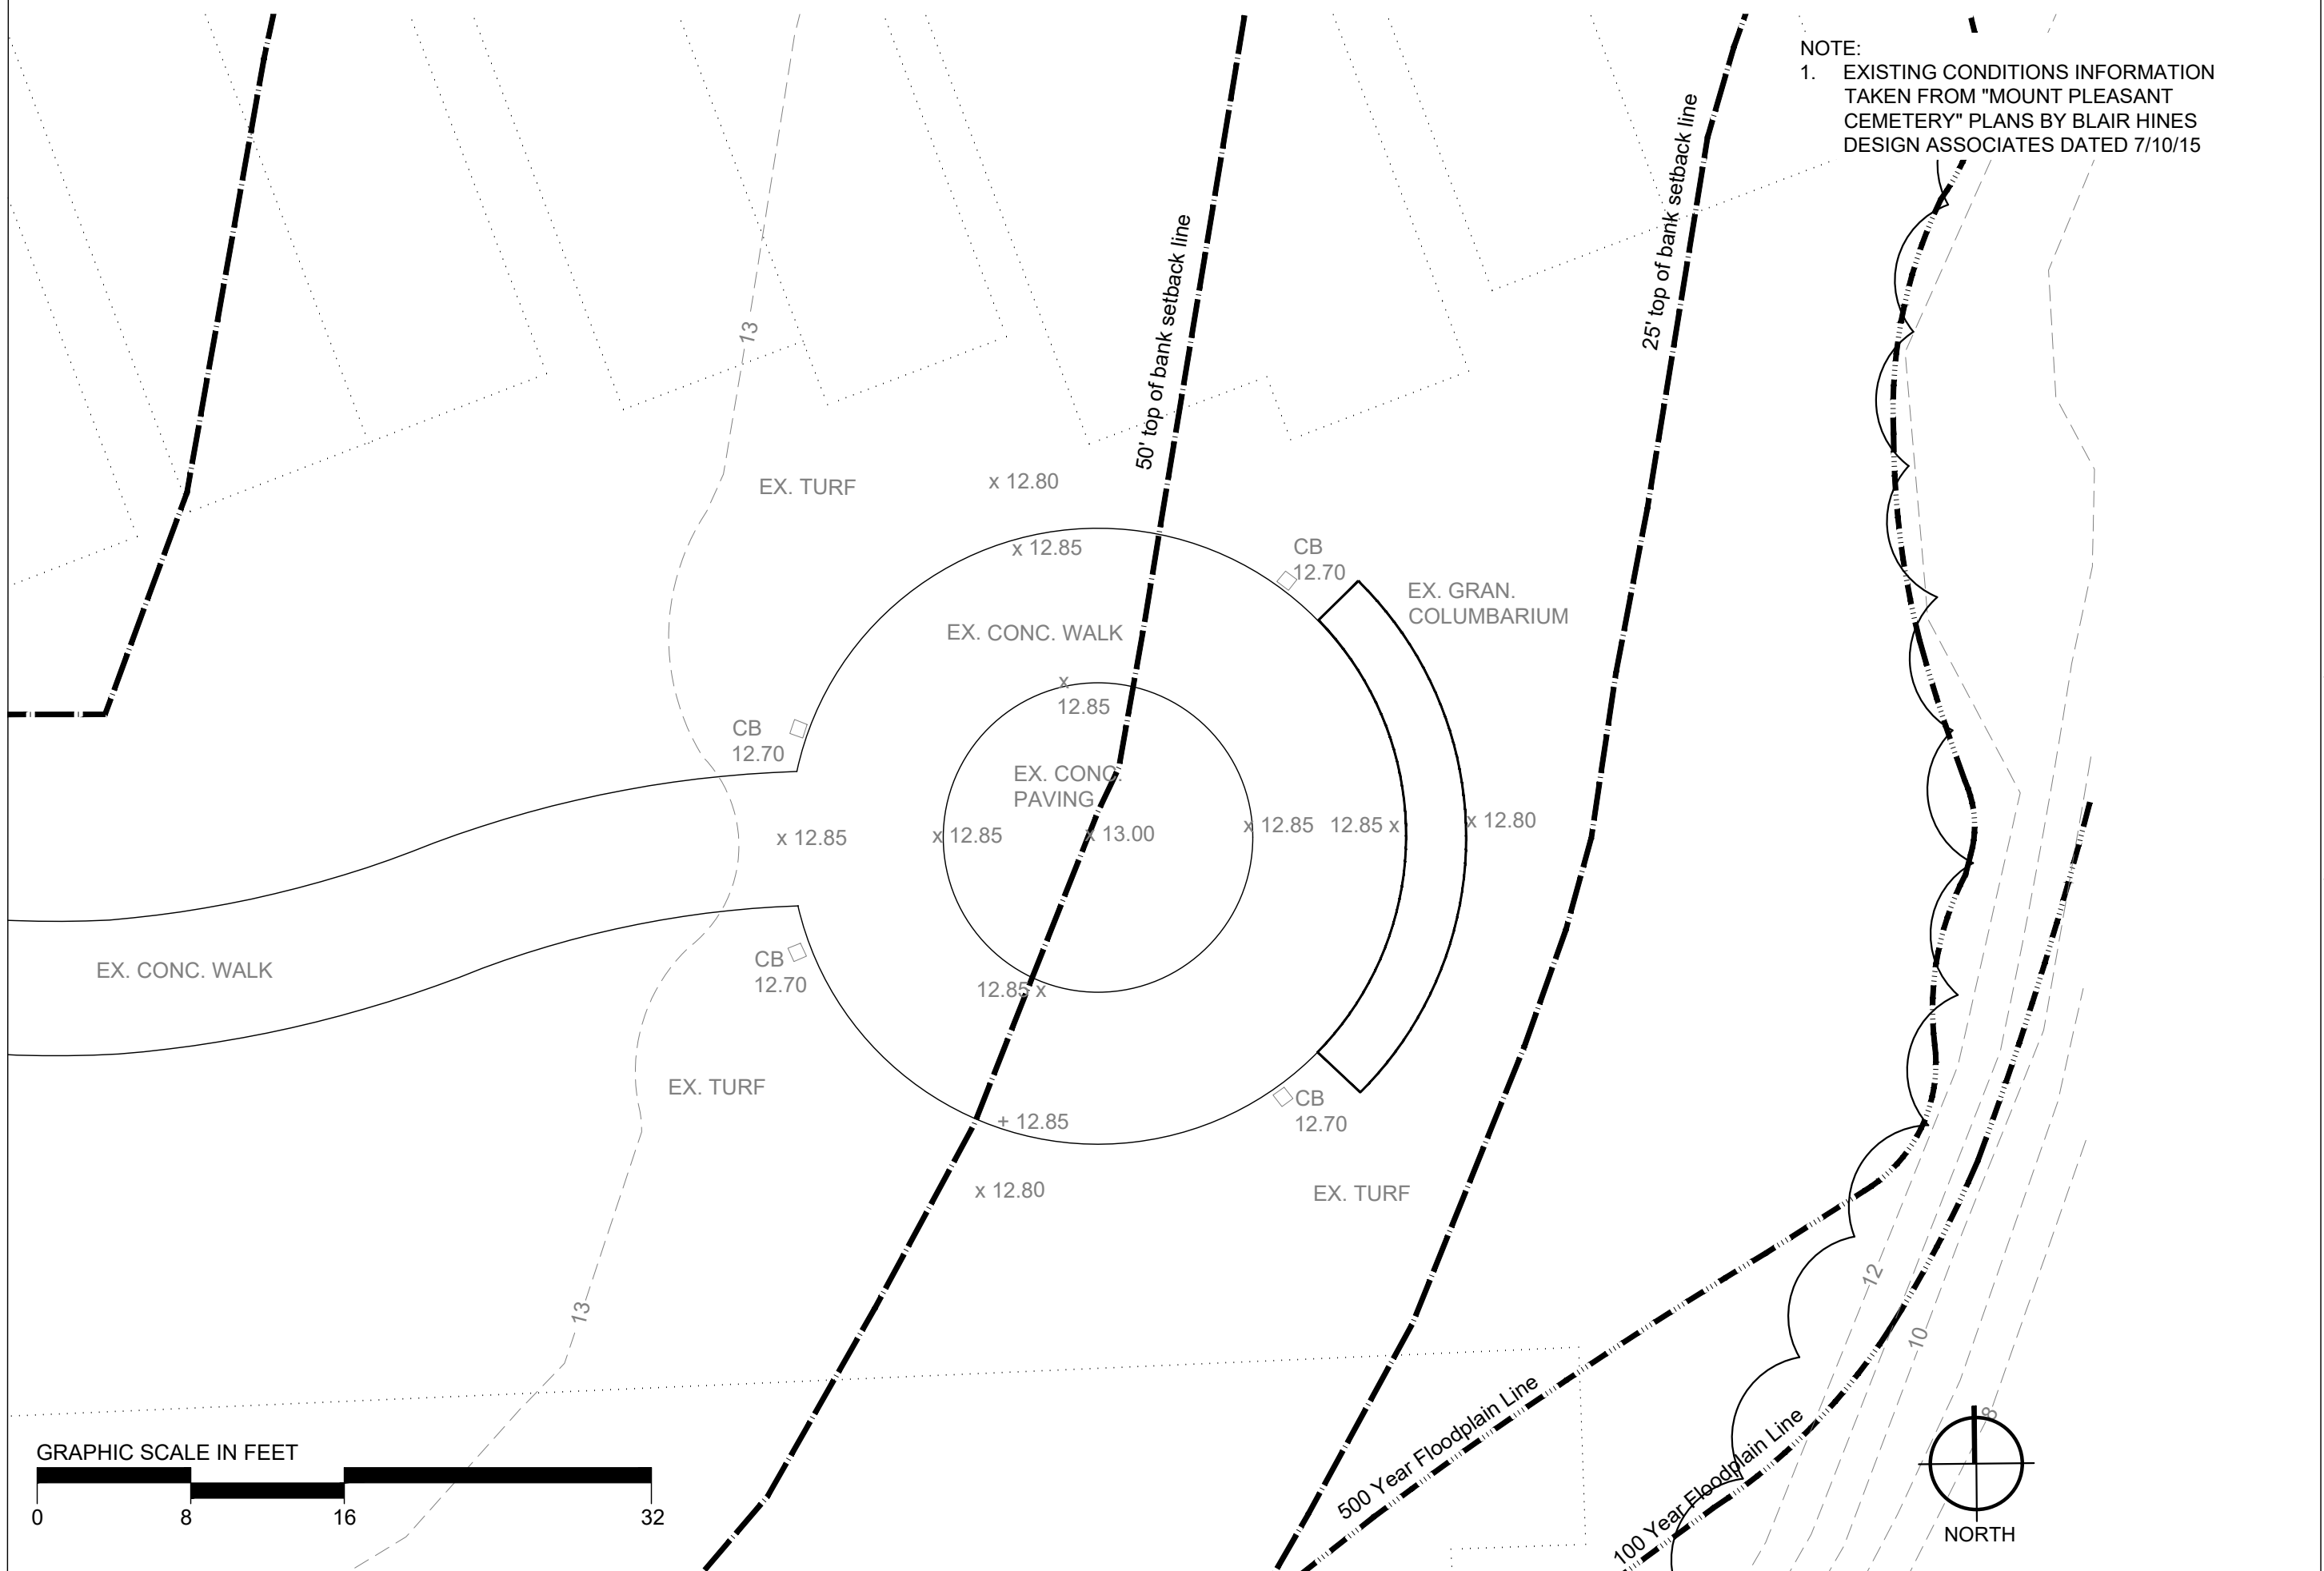 NOTE:
1. EXISTING CONDITIONS INFORMATION
TAKEN FROM "MOUNT PLEASANT
CEMETERY" PLANS BY BLAIR HINES
DESIGN ASSOCIATES DATED 7/10/15
50' top of bank setback line
25' top of bank setback line
13
EX. TURF
x 12.80
x 12.85
CB
12.70
EX. GRAN.
COLUMBARIUM
EX. CONC. WALK
x
12.85
CB
12.70
EX. CONC.
PAVING
x 12.85
x 12.85
x 13.00
x 12.85
12.85 x
x 12.80
EX. CONC. WALK
CB
12.70
12.85 x
EX. TURF
+ 12.85
CB
12.70
x 12.80
EX. TURF
13
12
10
8
500 Year Floodplain Line
100 Year Floodplain Line
GRAPHIC SCALE IN FEET
0 8 16 32
NORTH